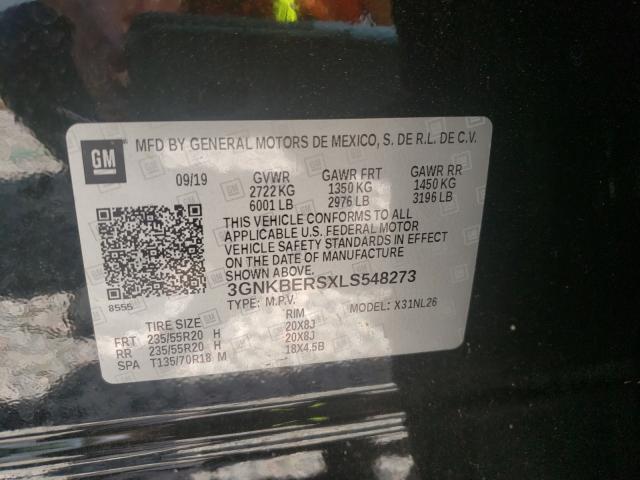 GM MFD BY GENERAL MOTORS DE MEXICO, S. DE R.L. DE C.V.
09/19 GVWR GAWR FRT GAWR RR
2722 KG 1350 KG 1450 KG
6001 LB 2976 LB 3196 LB
THIS VEHICLE CONFORMS TO ALL
APPLICABLE U.S. FEDERAL MOTOR
VEHICLE SAFETY STANDARDS IN EFFECT
ON THE DATE OF MANUFACTURE
SHOWN ABOVE.
8555
3GNKBERSXLS548273
TYPE: M.P.V. MODEL: X31NL26
TIRE SIZE RIM
FRT 235/55R20 H 20X8J
RR 235/55R20 H 20X8J
SPA T135/70R18 M 18X4.5B